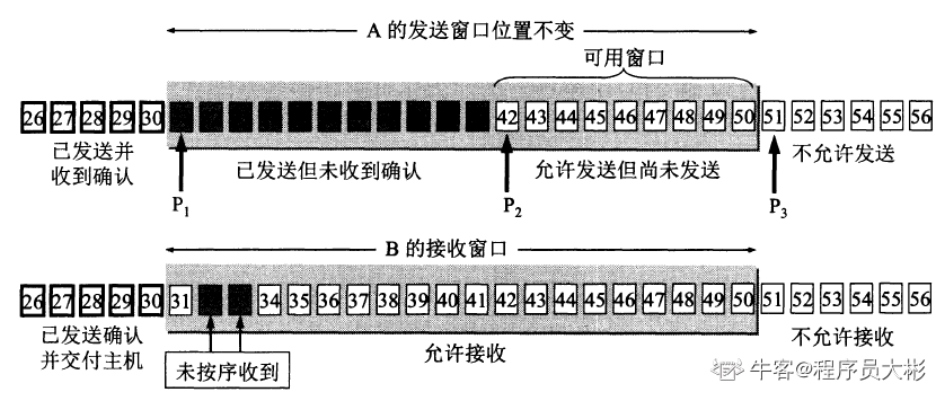 A 的发送窗口位置不变
可用窗口
26 27 28 29 30 42 43 44 45 46 47 48 49 50 51 52 53 54 55 56
已发送并
收到确认
已发送但未收到确认
允许发送但尚未发送
不允许发送
P1 P2 P3
B 的接收窗口
26 27 28 29 30 31 34 35 36 37 38 39 40 41 42 43 44 45 46 47 48 49 50 51 52 53 54 55 56
已发送确认
并交付主机
未按序收到
允许接收
不允许接收
牛客@程序员大彬